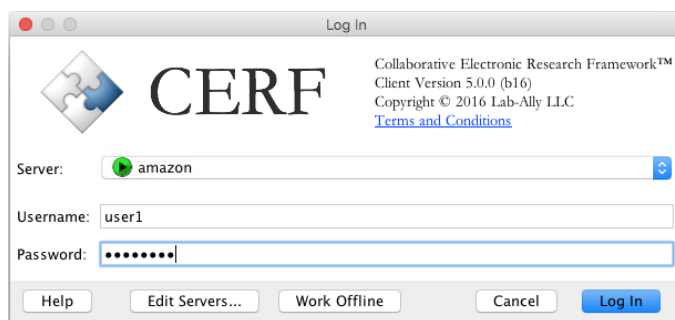 Log In
CERF
Collaborative Electronic Research Framework™
Client Version 5.0.0 (b16)
Copyright © 2016 Lab-Ally LLC
Terms and Conditions
Server: amazon
Username: user1
Password: ••••••••
Help Edit Servers... Work Offline Cancel Log In